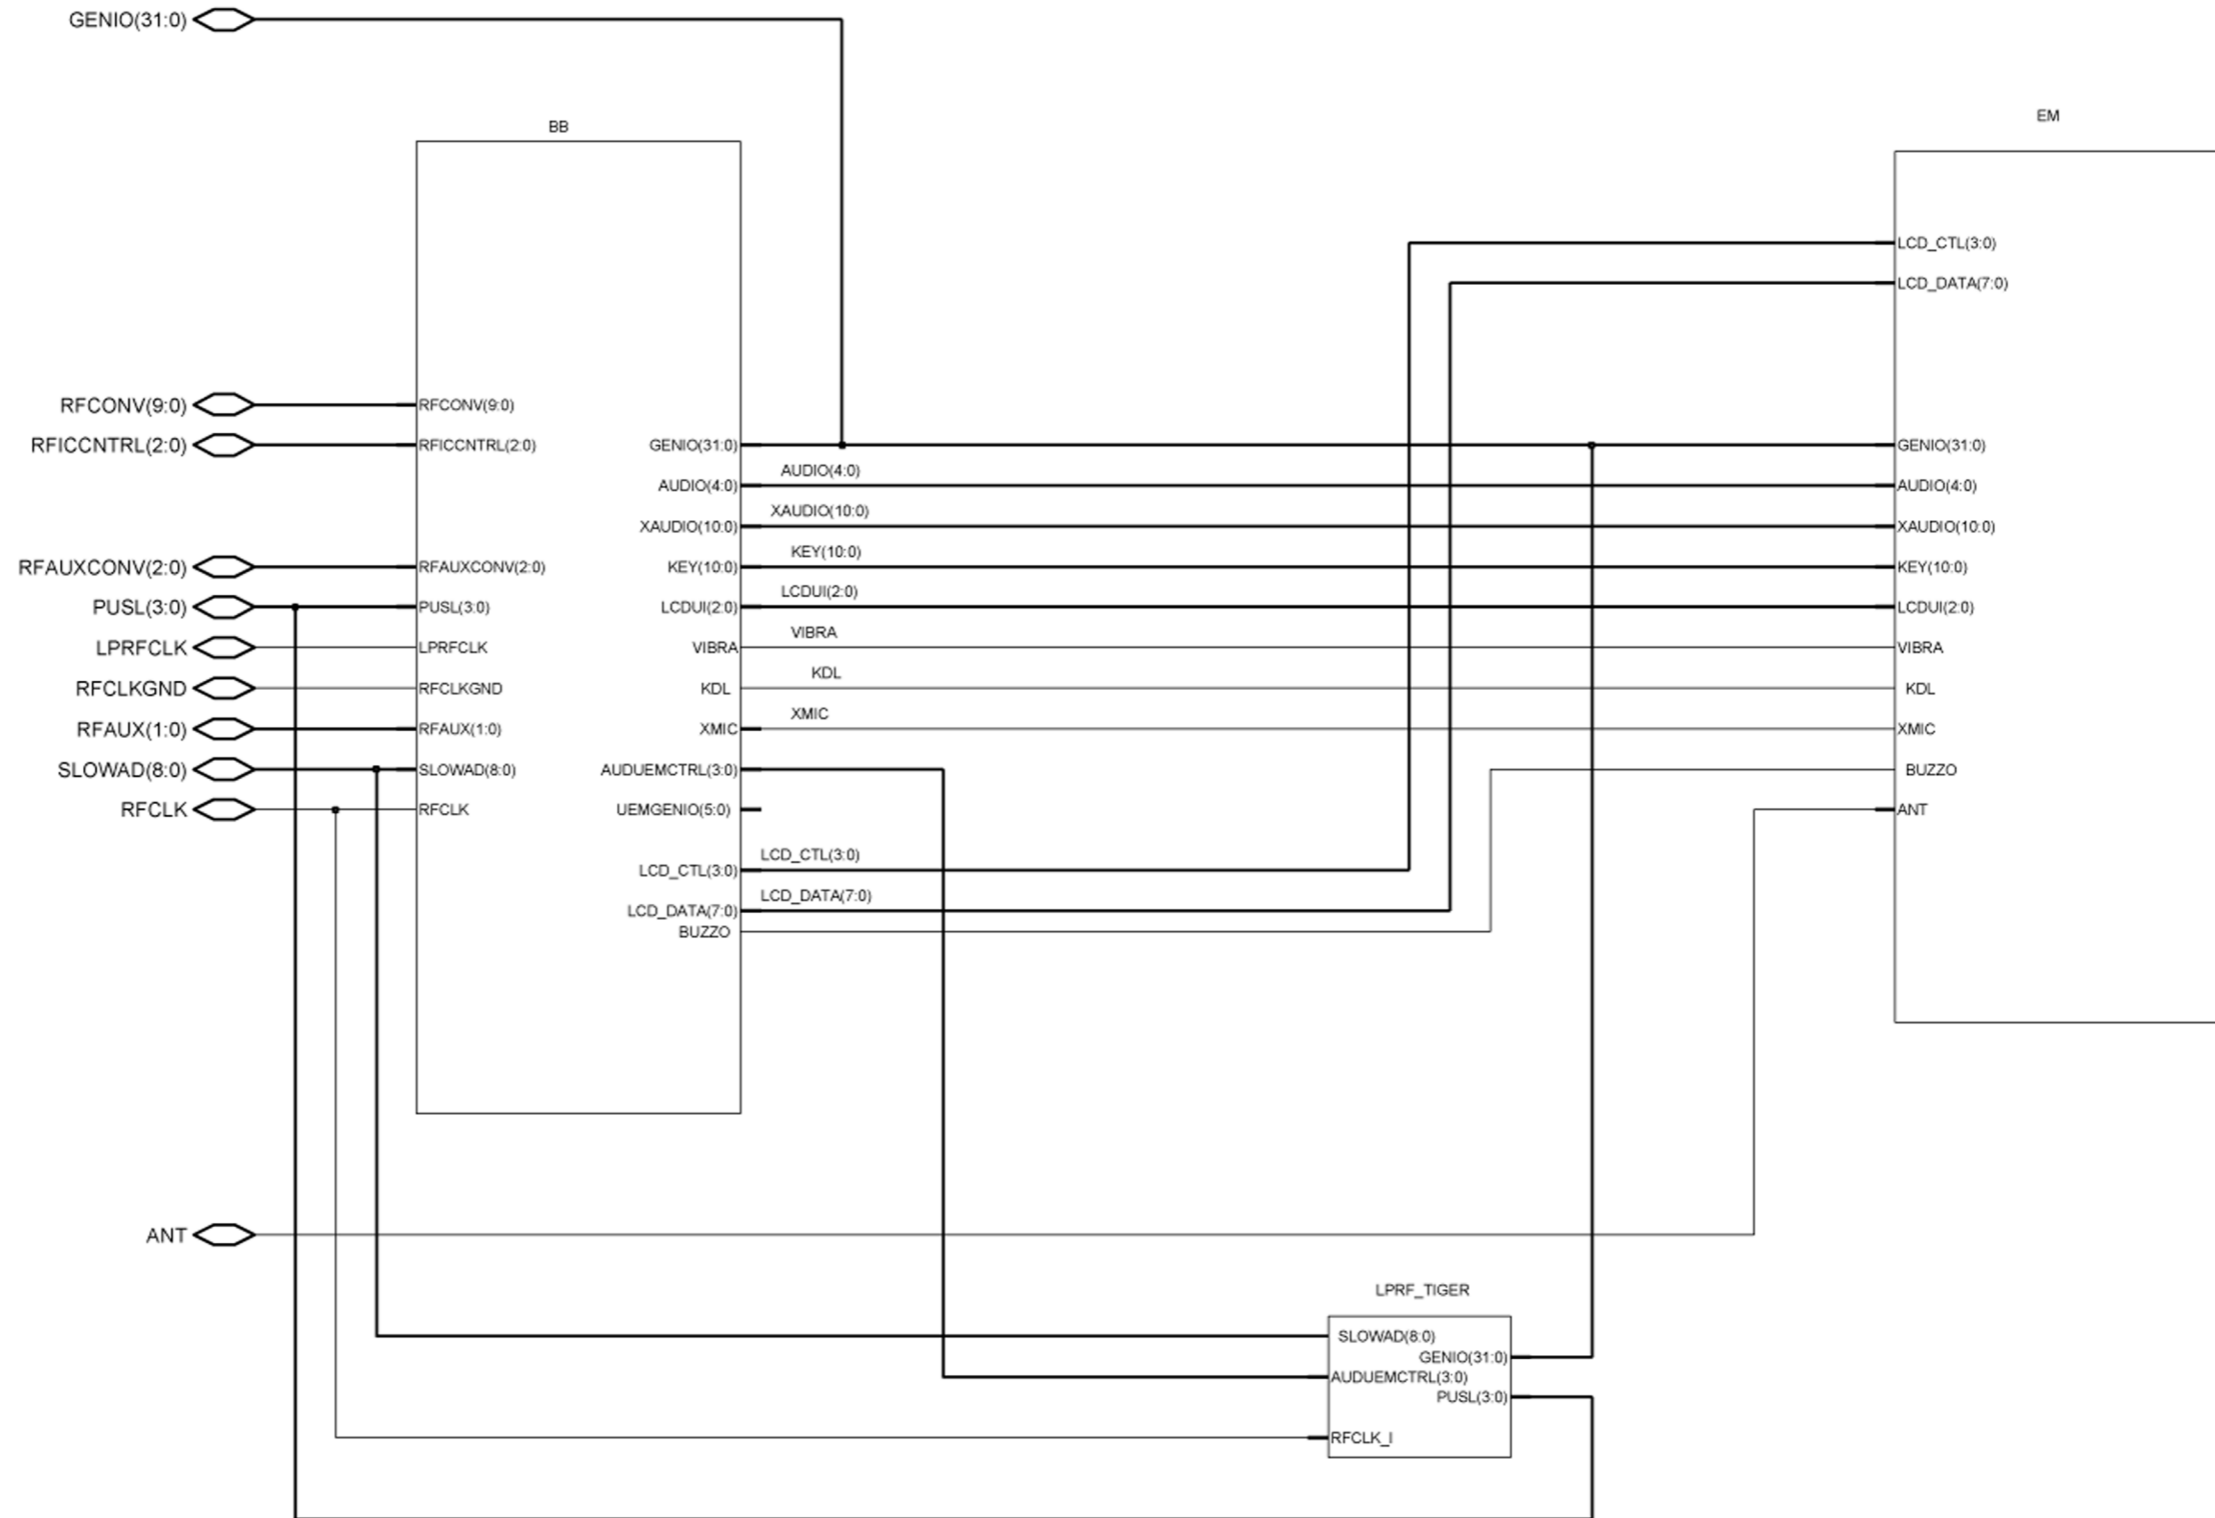 GENIO(31:0)
BB
EM
RFCONV(9:0)
RFICCNTRL(2:0)
RFAUXCONV(2:0)
PUSL(3:0)
LPRFCLK
RFCLKGND
RFAUX(1:0)
SLOWAD(8:0)
RFCLK
ANT
RFCONV(9:0)
RFICCNTRL(2:0)
RFAUXCONV(2:0)
PUSL(3:0)
LPRFCLK
RFCLKGND
RFAUX(1:0)
SLOWAD(8:0)
RFCLK
GENIO(31:0)
AUDIO(4:0)
XAUDIO(10:0)
KEY(10:0)
LCDUI(2:0)
VIBRA
KDL
XMIC
AUDUEMCTRL(3:0)
UEMGENIO(5:0)
LCD_CTL(3:0)
LCD_DATA(7:0)
BUZZO
AUDIO(4:0)
XAUDIO(10:0)
KEY(10:0)
LCDUI(2:0)
VIBRA
KDL
XMIC
LCD_CTL(3:0)
LCD_DATA(7:0)
LCD_CTL(3:0)
LCD_DATA(7:0)
GENIO(31:0)
AUDIO(4:0)
XAUDIO(10:0)
KEY(10:0)
LCDUI(2:0)
VIBRA
KDL
XMIC
BUZZO
ANT
LPRF_TIGER
SLOWAD(8:0)
GENIO(31:0)
AUDUEMCTRL(3:0)
PUSL(3:0)
RFCLK_I